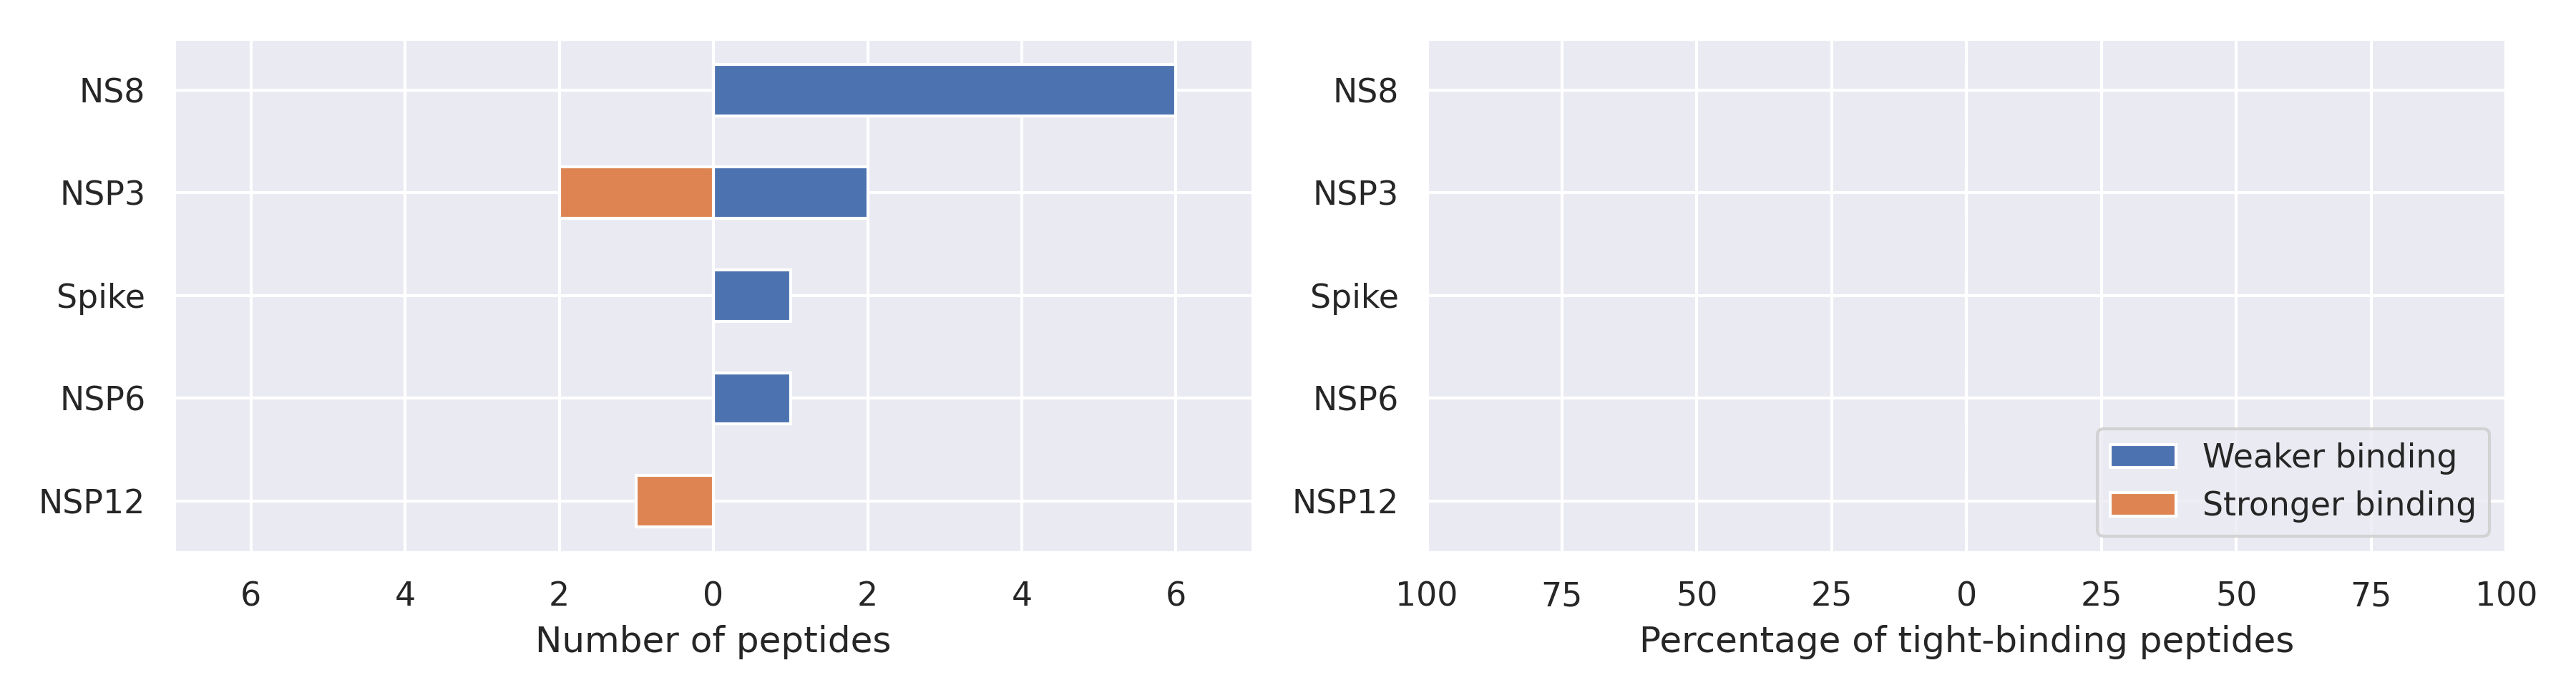 NS8
NSP3
Spike
NSP6
NSP12
6 4 2 0 2 4 6
Number of peptides
NS8
NSP3
Spike
NSP6
NSP12
100 75 50 25 0 25 50 75 100
Percentage of tight-binding peptides
Weaker binding
Stronger binding